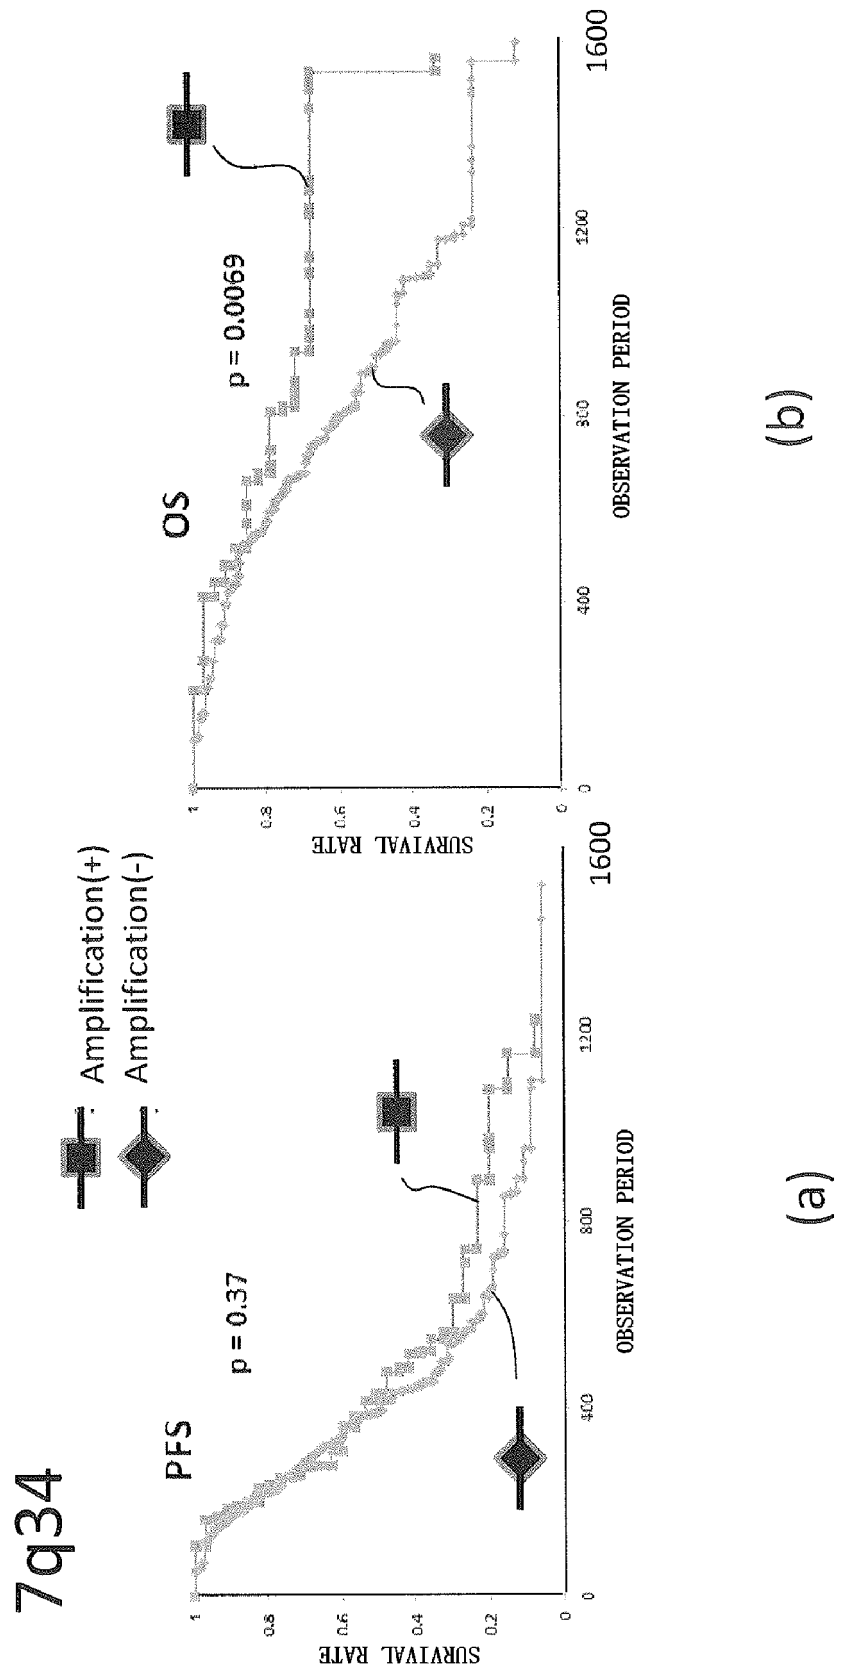 7q34
Amplification(+)
Amplification(-)
PFS
p = 0.37
SURVIVAL RATE
1
0.8
0.6
0.4
0.2
0
0
400
800
1200
1600
OBSERVATION PERIOD
(a)
OS
p = 0.0069
SURVIVAL RATE
1
0.8
0.6
0.4
0.2
0
0
400
800
1200
1600
OBSERVATION PERIOD
(b)